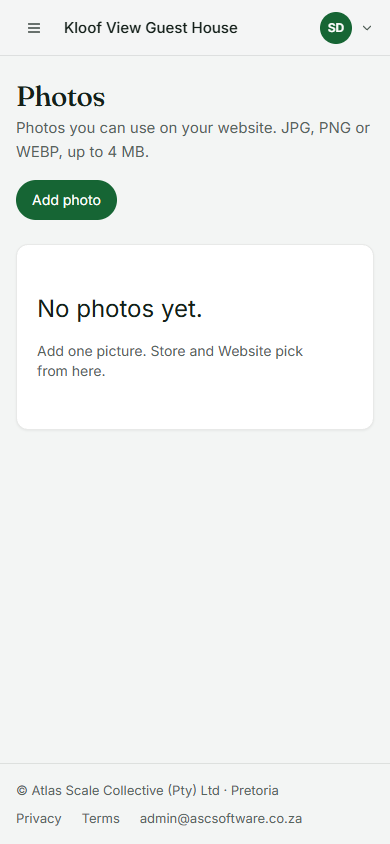 Kloof View Guest House
SD
Photos
Photos you can use on your website. JPG, PNG or
WEBP, up to 4 MB.
Add photo
No photos yet.
Add one picture. Store and Website pick
from here.
© Atlas Scale Collective (Pty) Ltd · Pretoria
Privacy Terms admin@ascsoftware.co.za